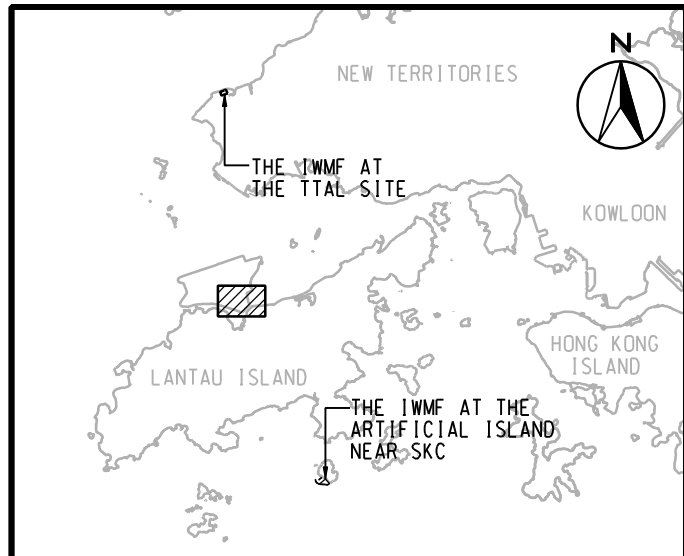 N
NEW TERRITORIES
THE IWMF AT
THE TTAL SITE
KOWLOON
HONG KONG
ISLAND
LANTAU ISLAND
THE IWMF AT THE
ARTIFICIAL ISLAND
NEAR SKC